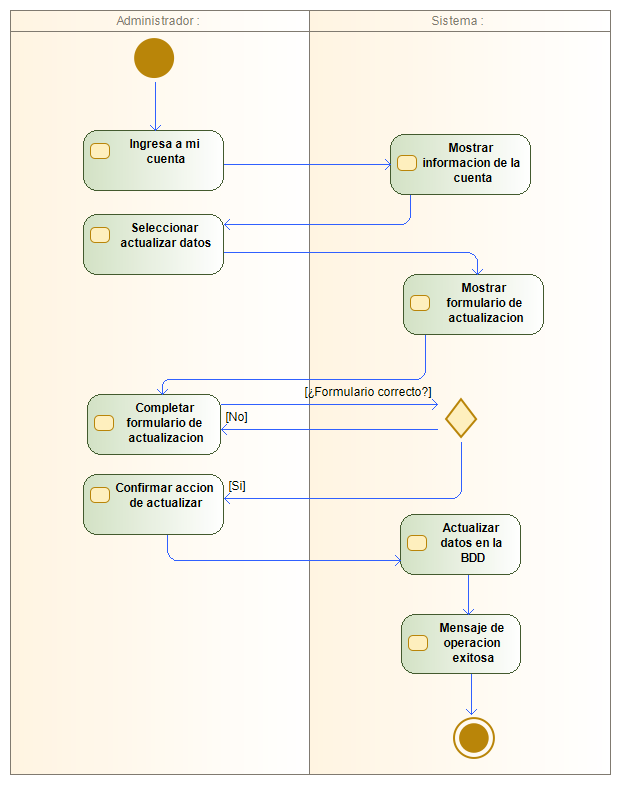 Administrador :
Sistema :
Ingresa a mi
cuenta
Mostrar
informacion de la
cuenta
Seleccionar
actualizar datos
Mostrar
formulario de
actualizacion
[¿Formulario correcto?]
Completar
formulario de
actualizacion
[No]
Confirmar accion
de actualizar
[Si]
Actualizar
datos en la
BDD
Mensaje de
operacion
exitosa